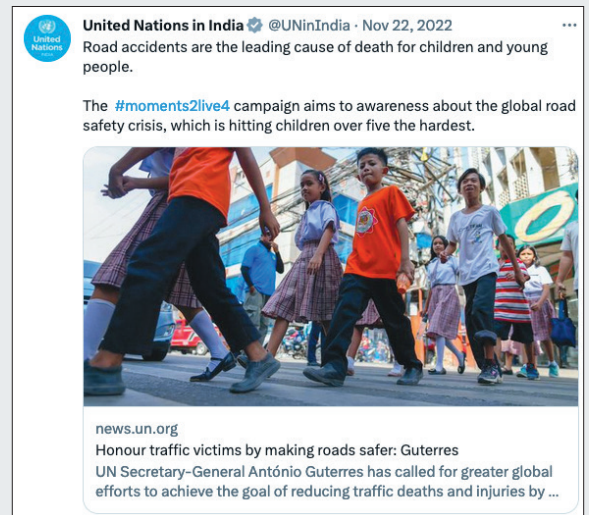 United Nations in India @UNinIndia · Nov 22, 2022 ...
United
Nations
Road accidents are the leading cause of death for children and young
people.
The #moments2live4 campaign aims to awareness about the global road
safety crisis, which is hitting children over five the hardest.
news.un.org
Honour traffic victims by making roads safer: Guterres
UN Secretary-General António Guterres has called for greater global
efforts to achieve the goal of reducing traffic deaths and injuries by ...